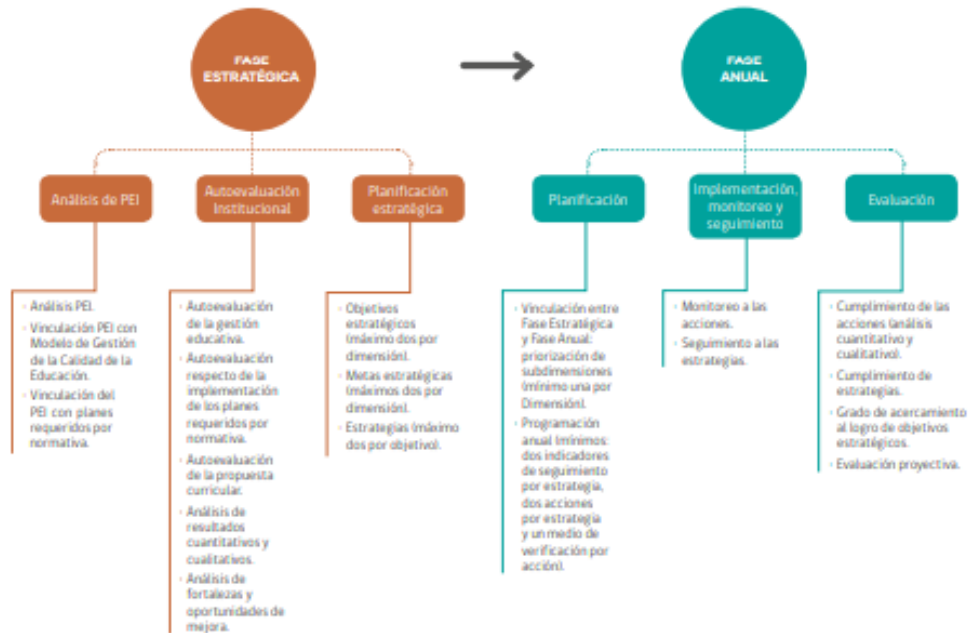 FASE
ESTRATÉGICA
FASE
ANUAL
Análisis de PEI
Autoevaluación
Institucional
Planificación
estratégica
Planificación
Implementación,
monitoreo y
seguimiento
Evaluación
· Análisis PEI.
· Vinculación PEI con
Modelo de Gestión
de la Calidad de la
Educación.
· Vinculación del
PEI con planes
requeridos por
normativa.
· Autoevaluación
de la gestión
educativa.
· Autoevaluación
respecto de la
implementación
de los planes
requeridos por
normativa.
· Autoevaluación
de la propuesta
curricular.
· Análisis de
resultados
cuantitativos y
cualitativos.
· Análisis de
fortalezas y
oportunidades de
mejora.
· Objetivos
estratégicos
(máximo dos por
dimensión).
· Metas estratégicas
(máximos dos por
dimensión).
· Estrategias (máximo
dos por objetivo).
· Vinculación entre
Fase Estratégica
y Fase Anual:
priorización de
subdimensiones
(mínimo una por
Dimensión).
· Programación
anual (mínimos:
dos indicadores
de seguimiento
por estrategia,
dos acciones
por estrategia
y un medio de
verificación por
acción).
· Monitoreo a las
acciones.
· Seguimiento a las
estrategias.
· Cumplimiento de las
acciones (análisis
cuantitativo y
cualitativo).
· Cumplimiento de
estrategias.
· Grado de acercamiento
al logro de objetivos
estratégicos.
· Evaluación proyectiva.